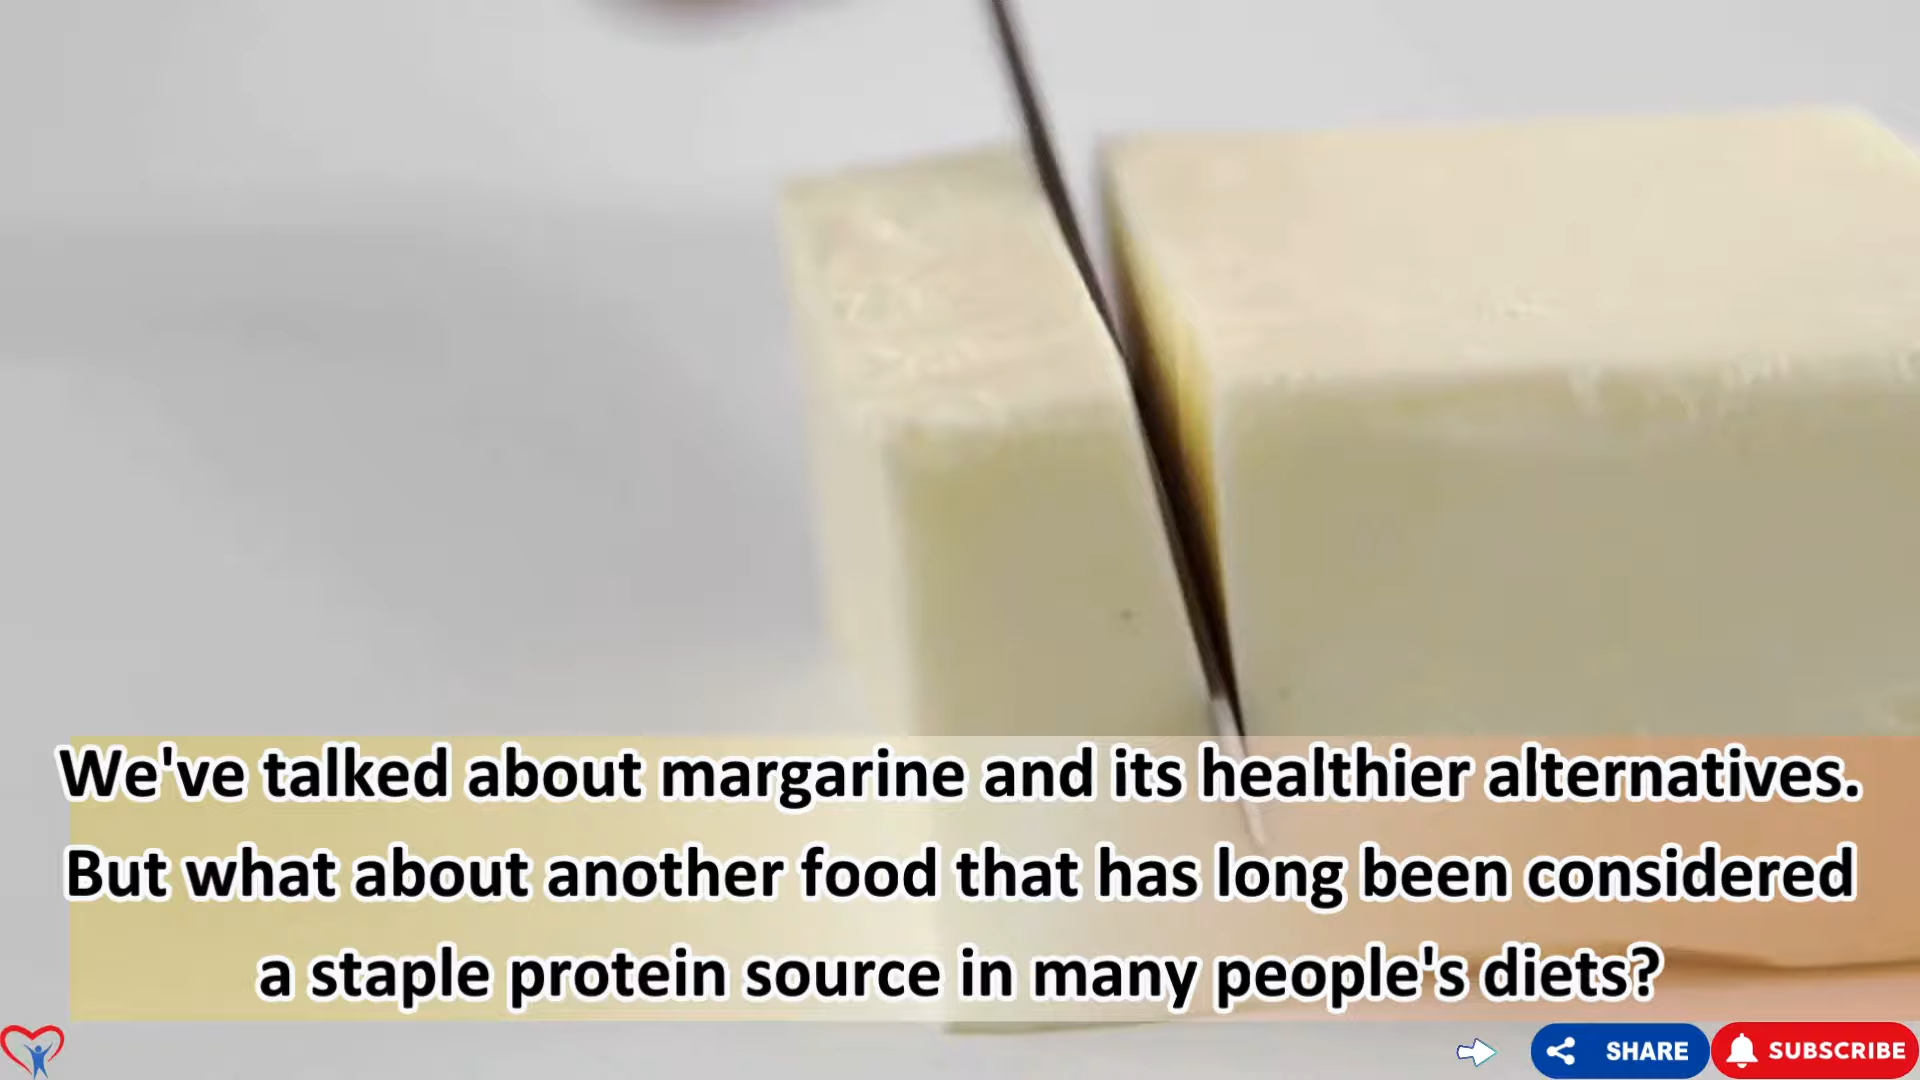 We've talked about margarine and its healthier alternatives.
But what about another food that has long been considered
a staple protein source in many people's diets?
SHARE
SUBSCRIBE